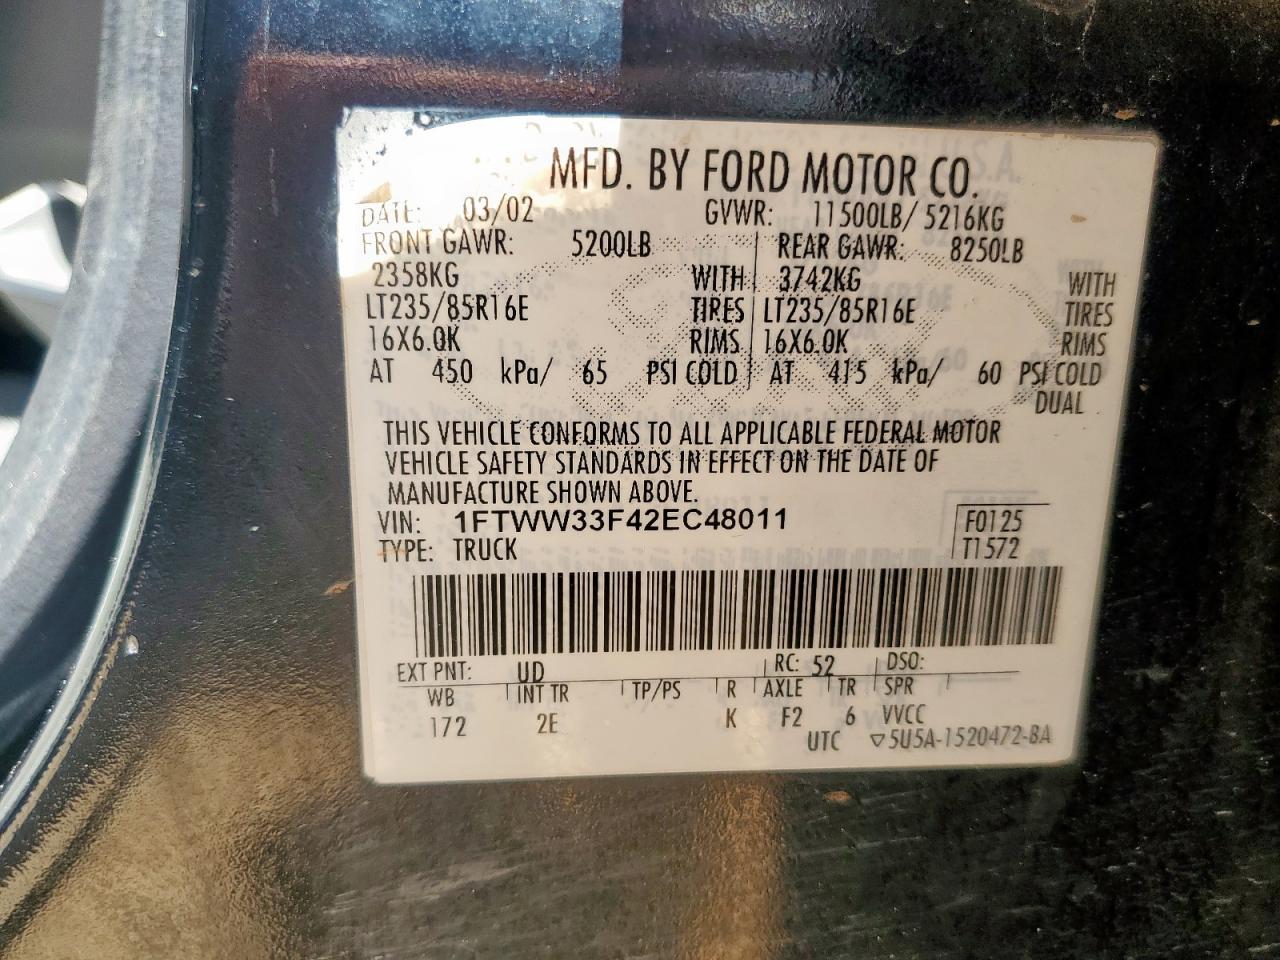 MFD. BY FORD MOTOR CO.
DATE: 03/02 GVWR: 11500LB/ 5216KG
FRONT GAWR: 5200LB REAR GAWR: 8250LB
2358KG WITH 3742KG WITH
LT235/85R16E TIRES LT235/85R16E TIRES
16X6.0K RIMS 16X6.0K RIMS
AT 450 kPa/ 65 PSI COLD AT 415 kPa/ 60 PSI COLD
DUAL
THIS VEHICLE CONFORMS TO ALL APPLICABLE FEDERAL MOTOR
VEHICLE SAFETY STANDARDS IN EFFECT ON THE DATE OF
MANUFACTURE SHOWN ABOVE.
VIN: 1FTWW33F42EC48011 F0125
TYPE: TRUCK T1572
EXT PNT: UD RC: 52 DSO:
WB INT TR TP/PS R AXLE TR SPR
172 2E K F2 6 VVCC
UTC ▽5U5A-1520472-BA